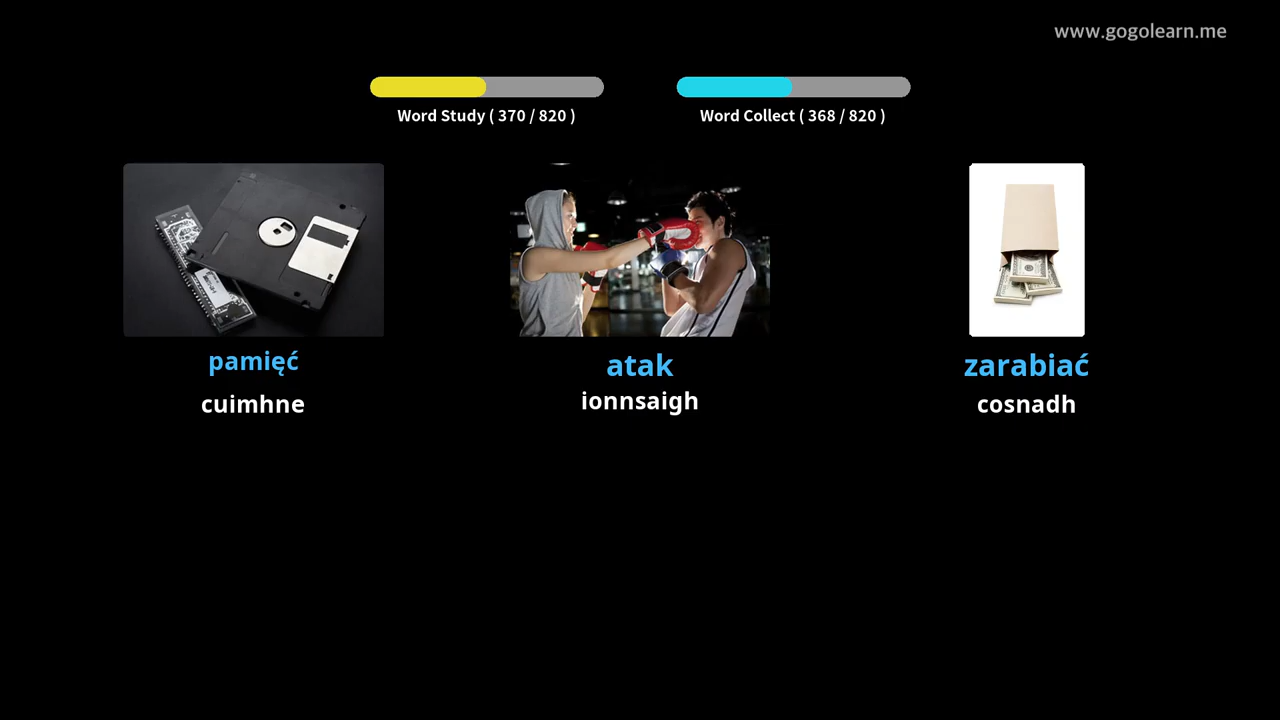 www.gogolearn.me
Word Study ( 370 / 820 )
Word Collect ( 368 / 820 )
pamięć
atak
zarabiać
cuimhne
ionnsaigh
cosnadh